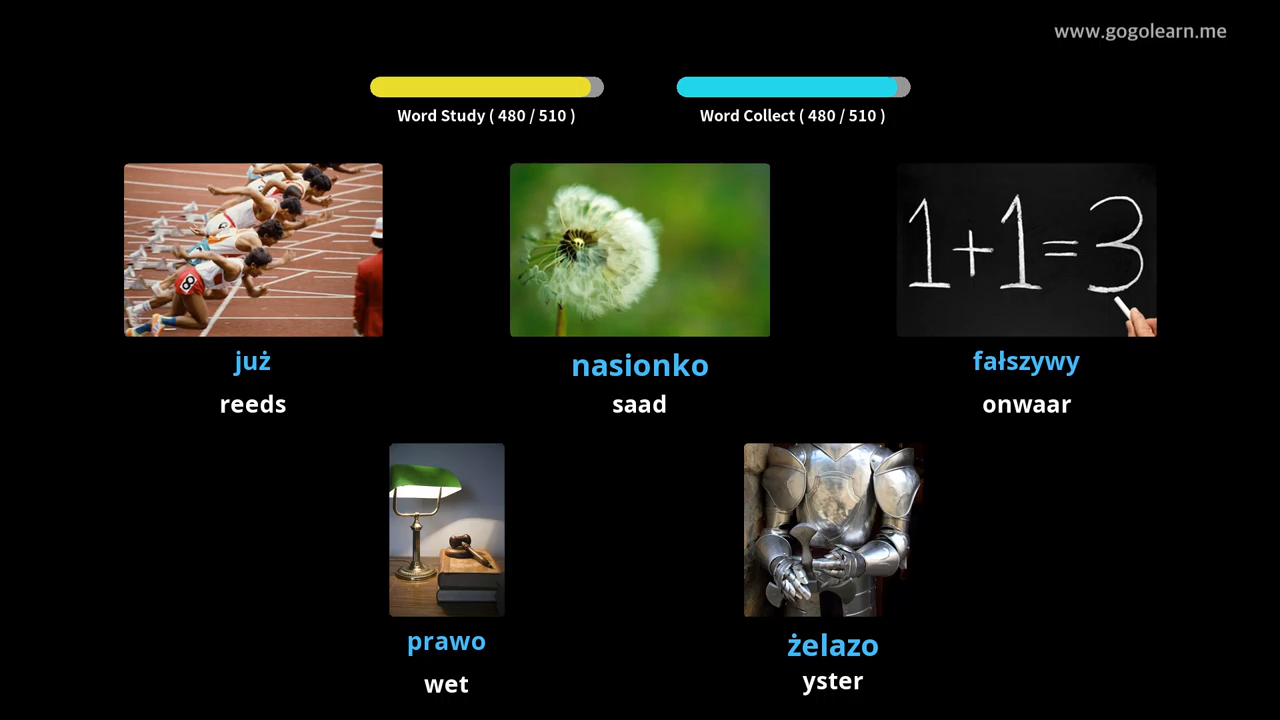 www.gogolearn.me
Word Study ( 480 / 510 )
Word Collect ( 480 / 510 )
1+1=3
8
już
nasionko
fałszywy
reeds
saad
onwaar
prawo
żelazo
wet
yster